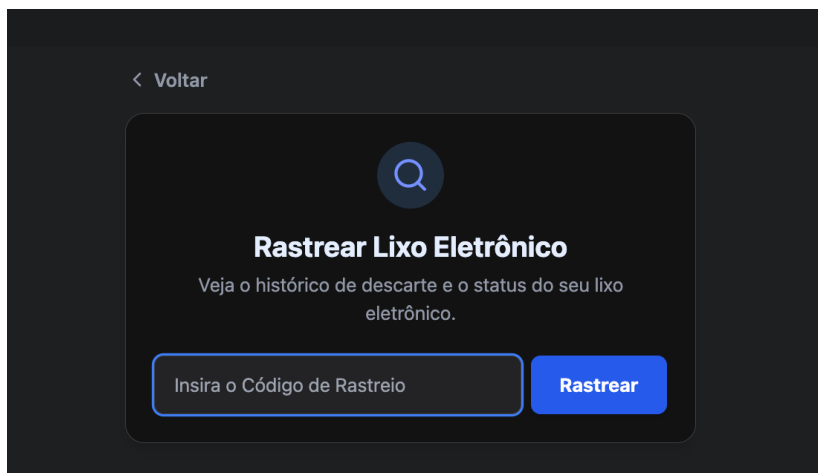 Voltar
Rastrear Lixo Eletrônico
Veja o histórico de descarte e o status do seu lixo
eletrônico.
Insira o Código de Rastreio
Rastrear